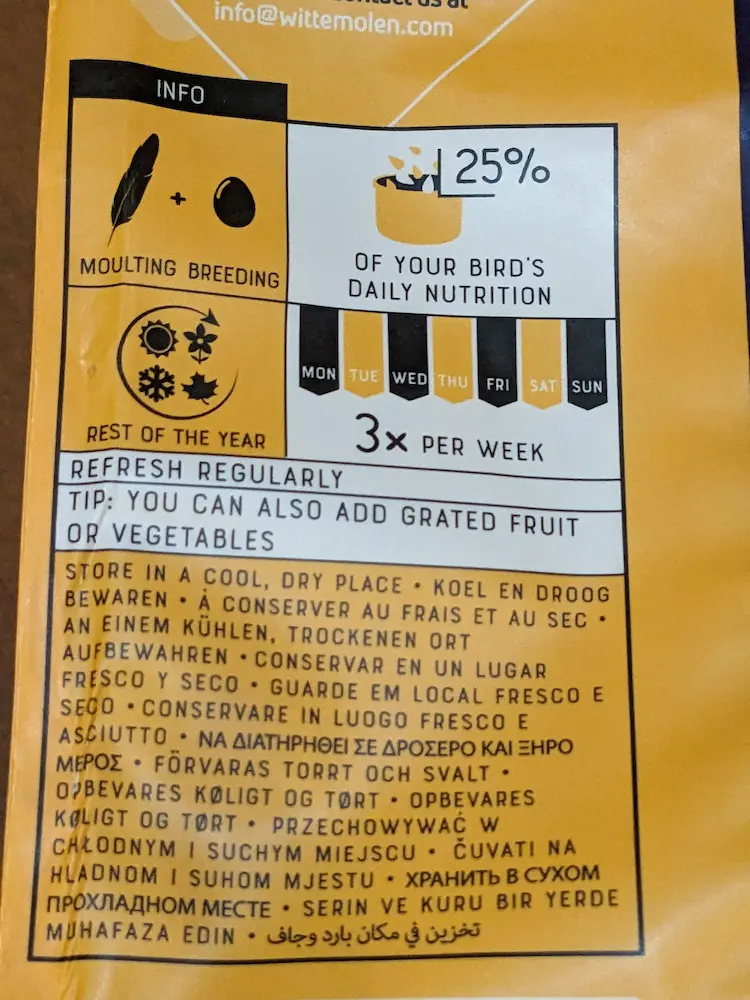 contact us at
info@wittemolen.com
INFO
MOULTING BREEDING
25%
OF YOUR BIRD'S
DAILY NUTRITION
REST OF THE YEAR
MON TUE WED THU FRI SAT SUN
3x PER WEEK
REFRESH REGULARLY
TIP: YOU CAN ALSO ADD GRATED FRUIT
OR VEGETABLES
STORE IN A COOL, DRY PLACE • KOEL EN DROOG
BEWAREN • À CONSERVER AU FRAIS ET AU SEC •
AN EINEM KÜHLEN, TROCKENEN ORT
AUFBEWAHREN • CONSERVAR EN UN LUGAR
FRESCO Y SECO • GUARDE EM LOCAL FRESCO E
SECO • CONSERVARE IN LUOGO FRESCO E
ASCIUTTO • ΝΑ ΔΙΑΤΗΡΗΘΕΙ ΣΕ ΔΡΟΣΕΡΟ ΚΑΙ ΞΗΡΟ
ΜΕΡΟΣ • FÖRVARAS TORRT OCH SVALT •
OPBEVARES KØLIGT OG TØRT • OPBEVARES
KØLIGT OG TØRT • PRZECHOWYWAĆ W
CHŁODNYM I SUCHYM MIEJSCU • ČUVATI NA
HLADNOM I SUHOM MJESTU • ХРАНИТЬ В СУХОМ
ПРОХЛАДНОМ МЕСТЕ • SERIN VE KURU BIR YERDE
MUHAFAZA EDIN • تخزين في مكان بارد وجاف